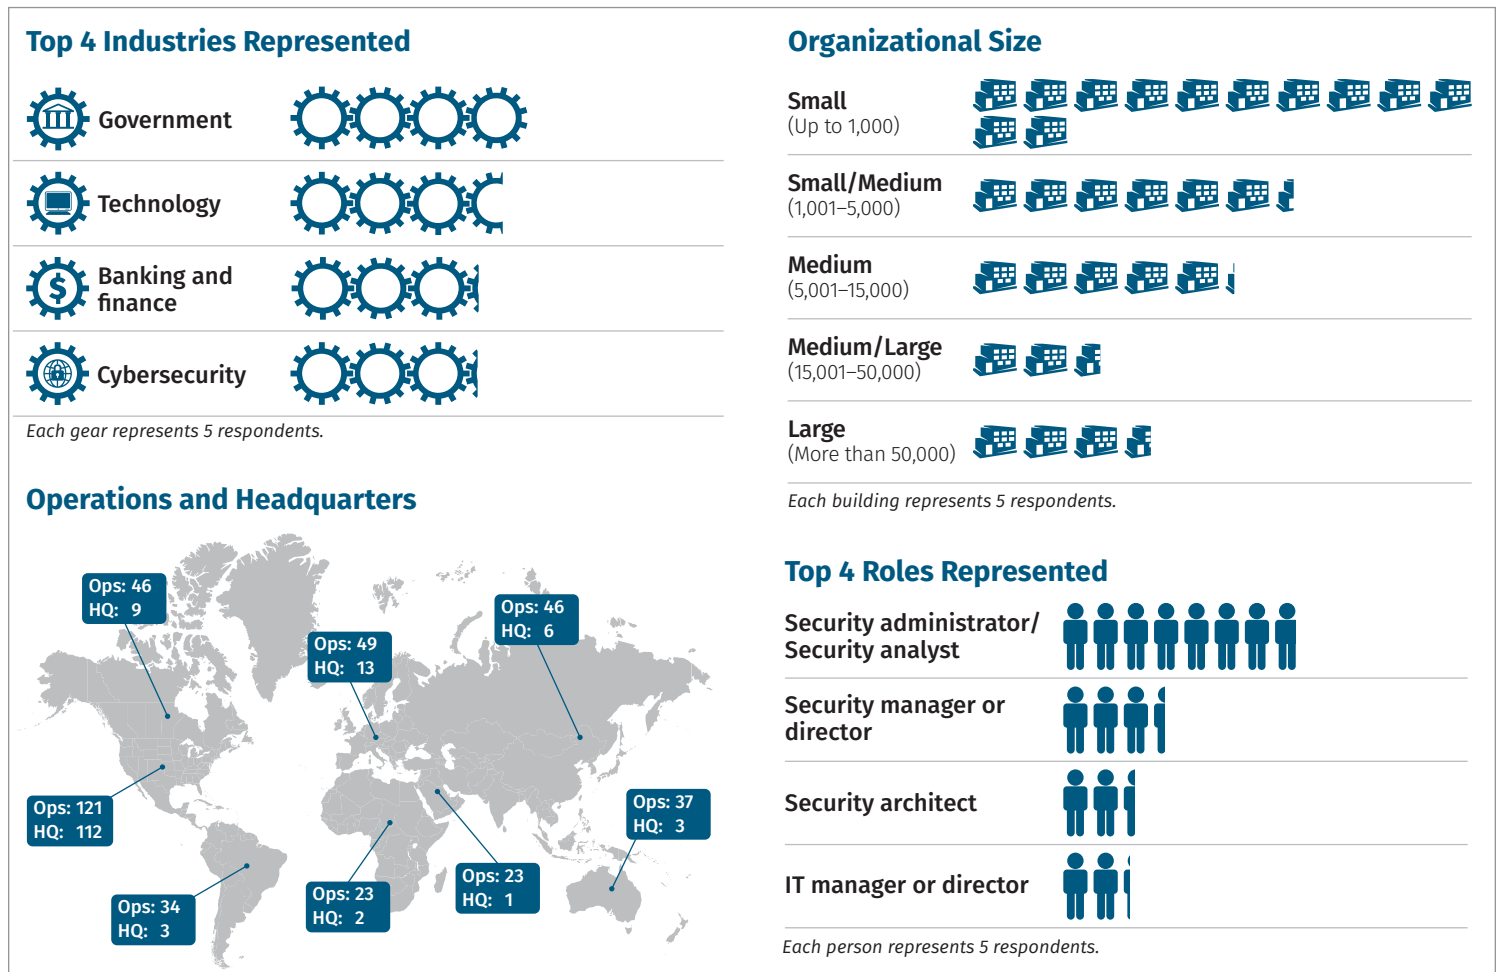 Top 4 Industries Represented
Government
Technology
$
Banking and
finance
Cybersecurity
Each gear represents 5 respondents.
Operations and Headquarters
Ops: 46
HQ: 9
Ops: 49
HQ: 13
Ops: 46
HQ: 6
Ops: 121
HQ: 112
Ops: 37
HQ: 3
Ops: 34
HQ: 3
Ops: 23
HQ: 2
Ops: 23
HQ: 1
Organizational Size
Small
(Up to 1,000)
Small/Medium
(1,001–5,000)
Medium
(5,001–15,000)
Medium/Large
(15,001–50,000)
Large
(More than 50,000)
Each building represents 5 respondents.
Top 4 Roles Represented
Security administrator/
Security analyst
Security manager or
director
Security architect
IT manager or director
Each person represents 5 respondents.